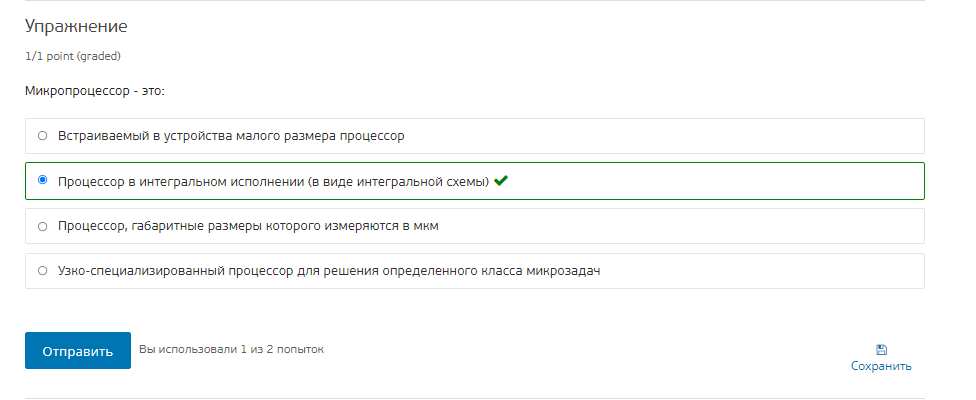 Упражнение
1/1 point (graded)
Микропроцессор - это:
Встраиваемый в устройства малого размера процессор
Процессор в интегральном исполнении (в виде интегральной схемы)
Процессор, габаритные размеры которого измеряются в мкм
Узко-специализированный процессор для решения определенного класса микрозадач
Отправить
Вы использовали 1 из 2 попыток
Сохранить